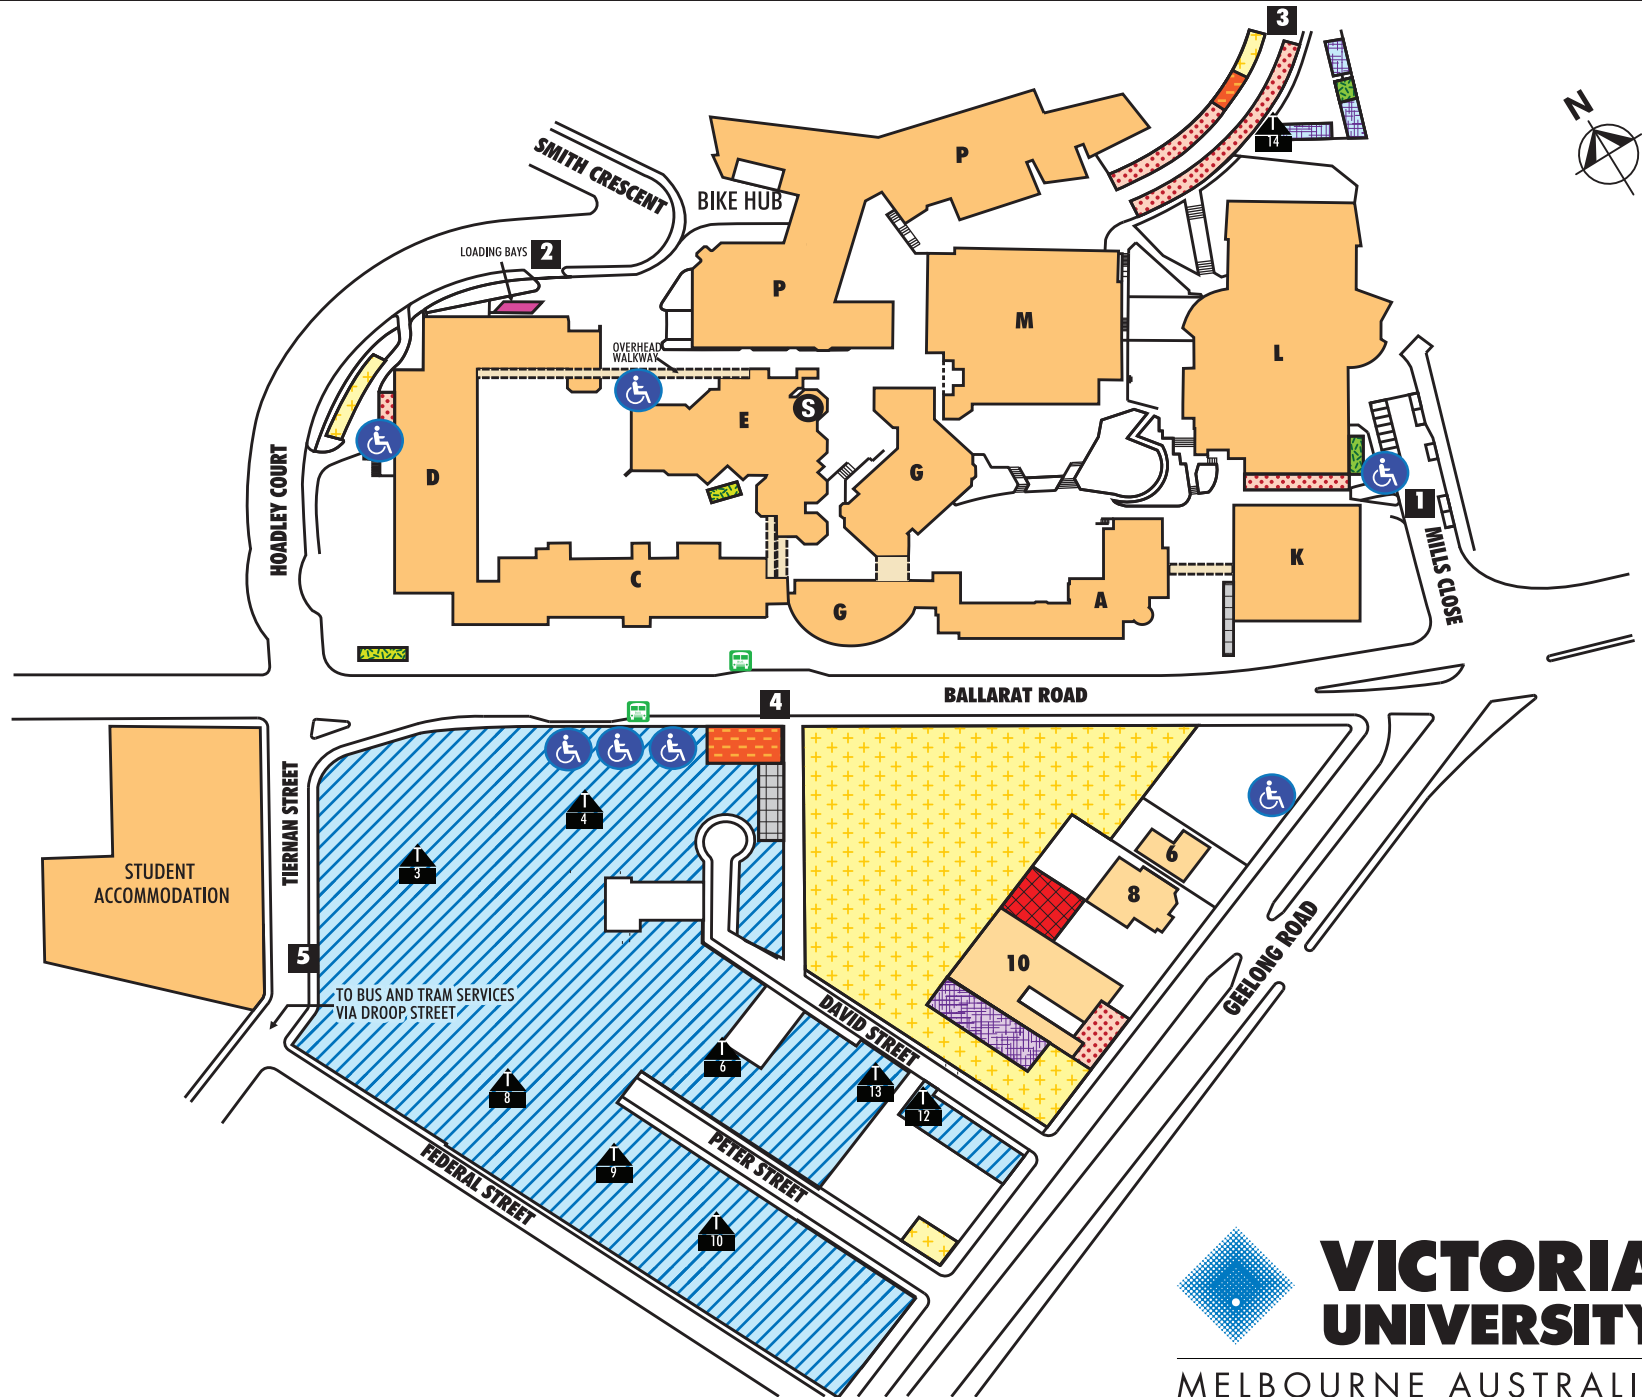 3
N
T
14
SMITH CRESCENT
P
BIKE HUB
LOADING BAYS
2
P
M
L
OVERHEAD
WALKWAY
S
E
D
G
HOADLEY COURT
1
MILLS CLOSE
K
C
A
G
BALLARAT ROAD
4
TIERNAN STREET
T
4
T
3
STUDENT
ACCOMMODATION
6
8
10
5
GEELONG ROAD
TO BUS AND TRAM SERVICES
VIA DROOP STREET
DAVID STREET
T
6
T
8
T
13
T
12
PETER STREET
FEDERAL STREET
T
9
T
10
VICTORIA
UNIVERSITY
MELBOURNE AUSTRALI